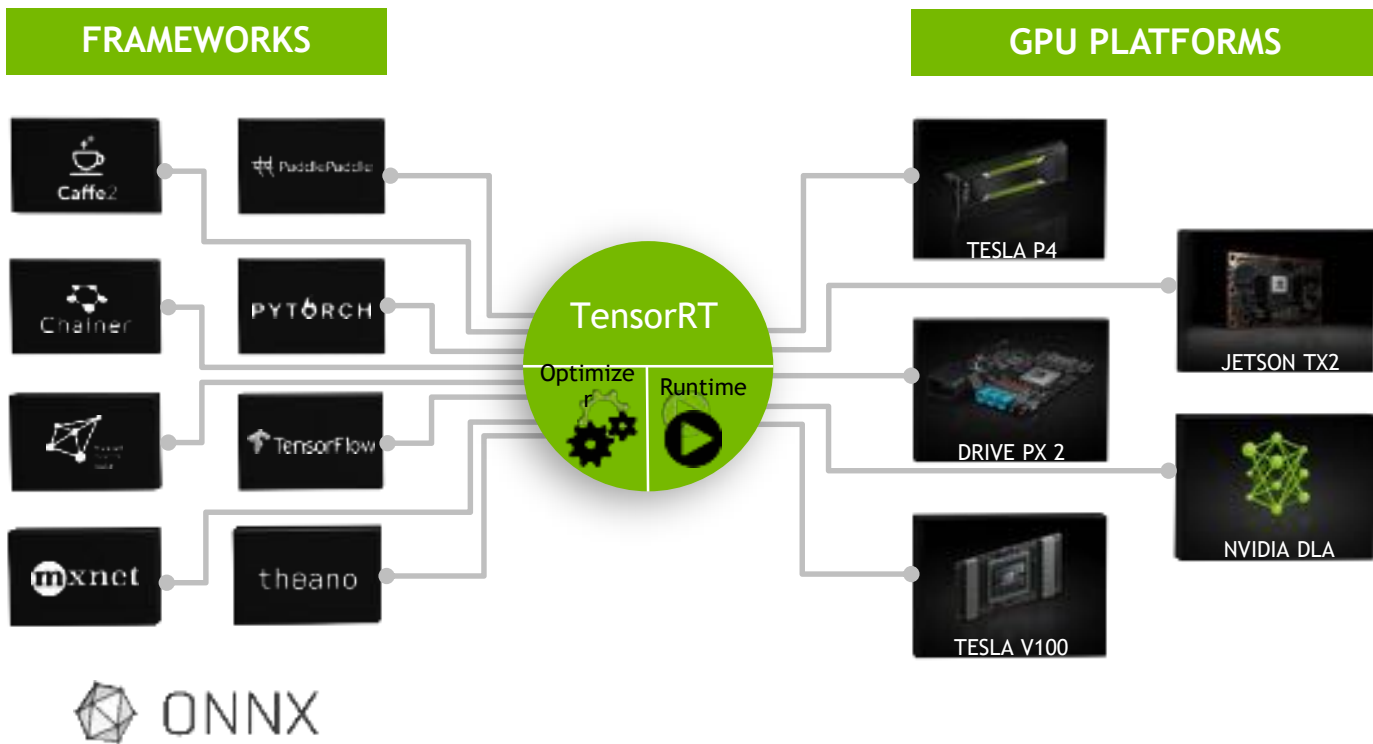 FRAMEWORKS
GPU PLATFORMS
Caffe2
PaddlePaddle
Chainer
PYTORCH
TensorFlow
mxnet
theano
ONNX
TensorRT
Optimize
r
Runtime
TESLA P4
JETSON TX2
DRIVE PX 2
NVIDIA DLA
TESLA V100